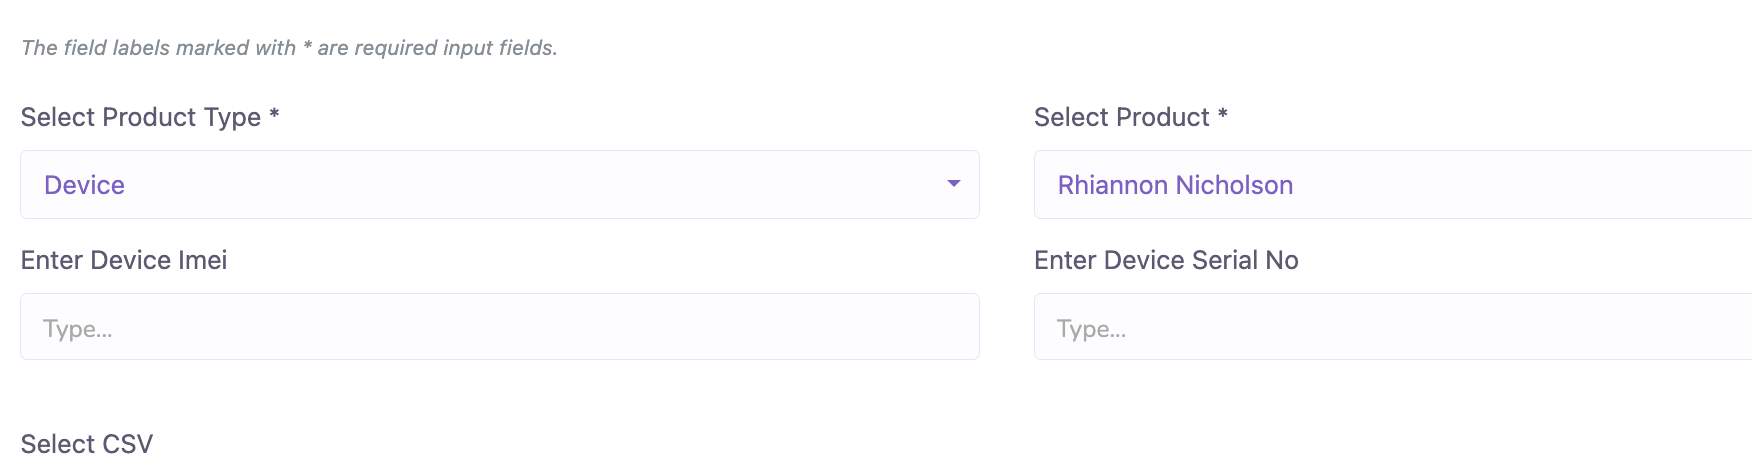 The field labels marked with * are required input fields.
Select Product Type *
Select Product *
Device
Rhiannon Nicholson
Enter Device Imei
Enter Device Serial No
Type...
Type...
Select CSV